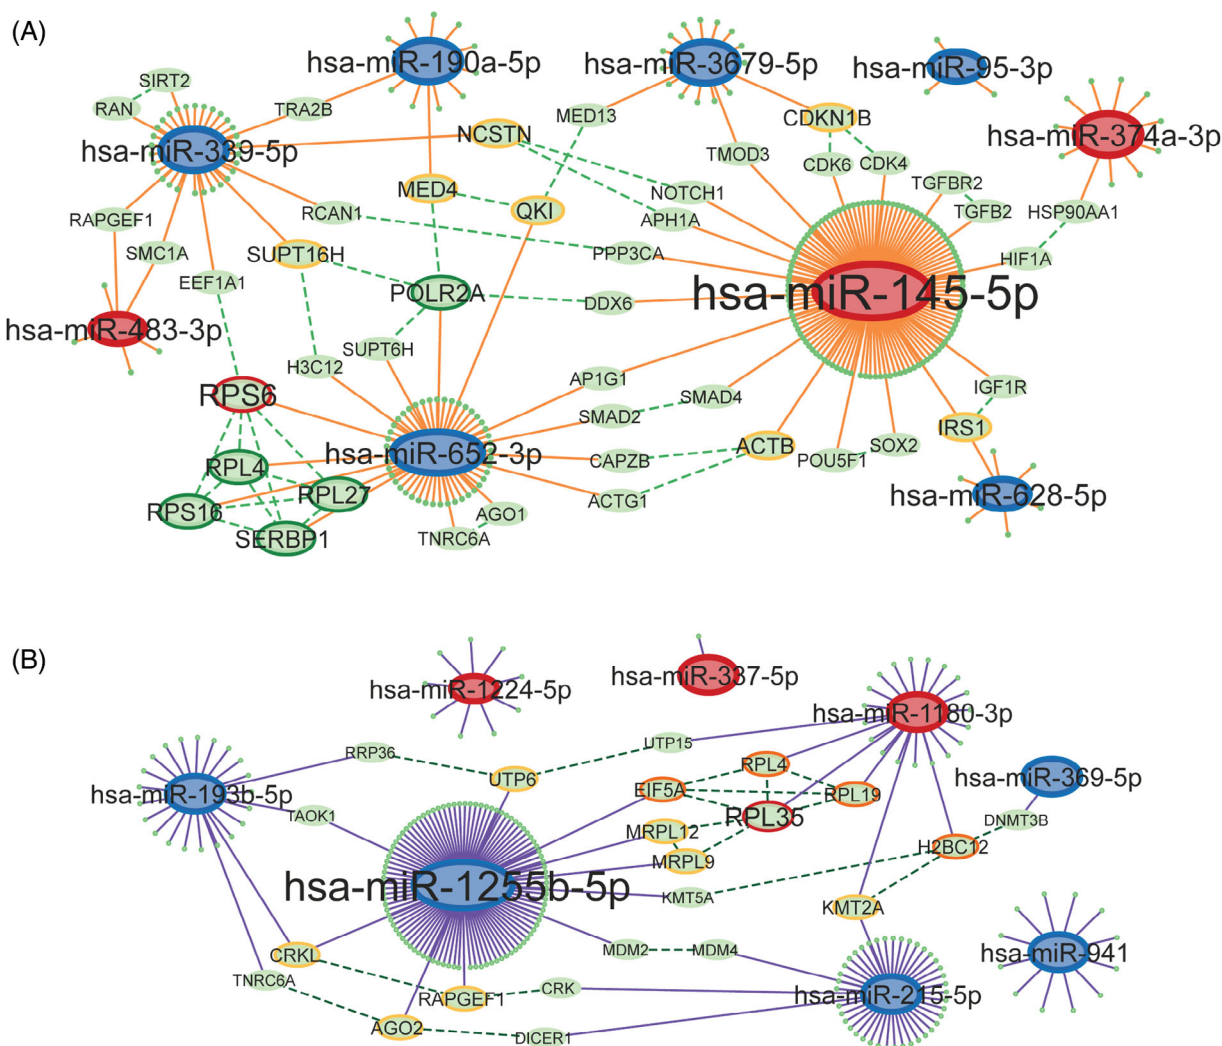 (A)
hsa-miR-190a-5p
hsa-miR-3679-5p
hsa-miR-95-3p
SIRT2
RAN
TRA2B
MED13
CDKN1B
hsa-miR-374a-3p
hsa-miR-339-5p
NCSTN
TMOD3
CDK6
CDK4
MED4
NOTCH1
TGFBR2
RAPGEF1
RCAN1
QKI
APH1A
TGFB2
HSP90AA1
SMC1A
SUPT16H
PPP3CA
HIF1A
EEF1A1
POLR2A
DDX6
hsa-miR-145-5p
hsa-miR-483-3p
SUPT6H
H3C12
AP1G1
RPS6
SMAD4
IGF1R
SMAD2
IRS1
hsa-miR-652-3p
CAPZB
ACTB
POU5F1
SOX2
RPL4
RPL27
ACTG1
hsa-miR-628-5p
RPS16
AGO1
SERBP1
TNRC6A
(B)
hsa-miR-1224-5p
hsa-miR-337-5p
hsa-miR-1180-3p
RRP36
UTP15
UTP6
RPL4
hsa-miR-369-5p
hsa-miR-193b-5p
EIF5A
RPL19
TAOK1
RPL35
DNMT3B
MRPL12
H2BC12
MRPL9
hsa-miR-1255b-5p
KMT5A
KMT2A
CRKL
MDM2
MDM4
hsa-miR-941
TNRC6A
RAPGEF1
CRK
hsa-miR-215-5p
AGO2
DICER1